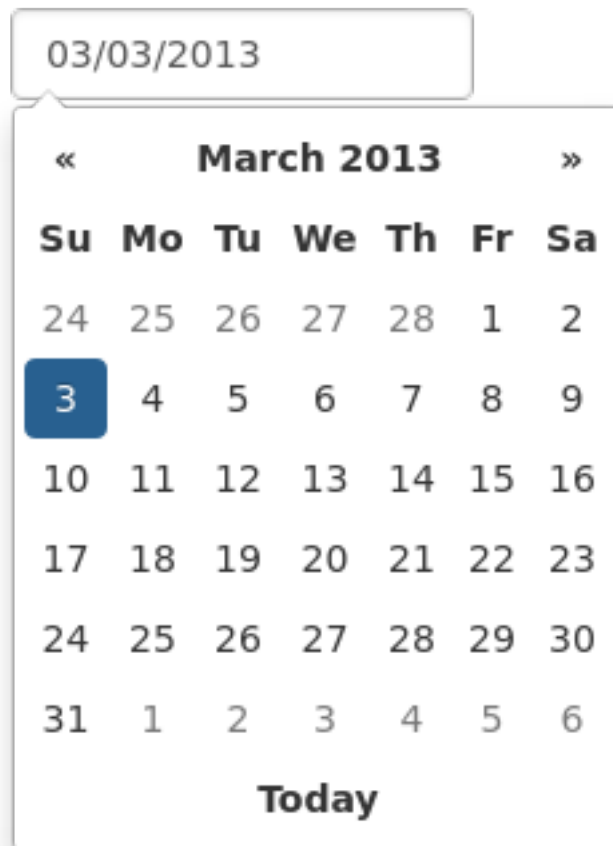 03/03/2013
« March 2013 »
Su Mo Tu We Th Fr Sa
24 25 26 27 28 1 2
3 4 5 6 7 8 9
10 11 12 13 14 15 16
17 18 19 20 21 22 23
24 25 26 27 28 29 30
31 1 2 3 4 5 6
Today